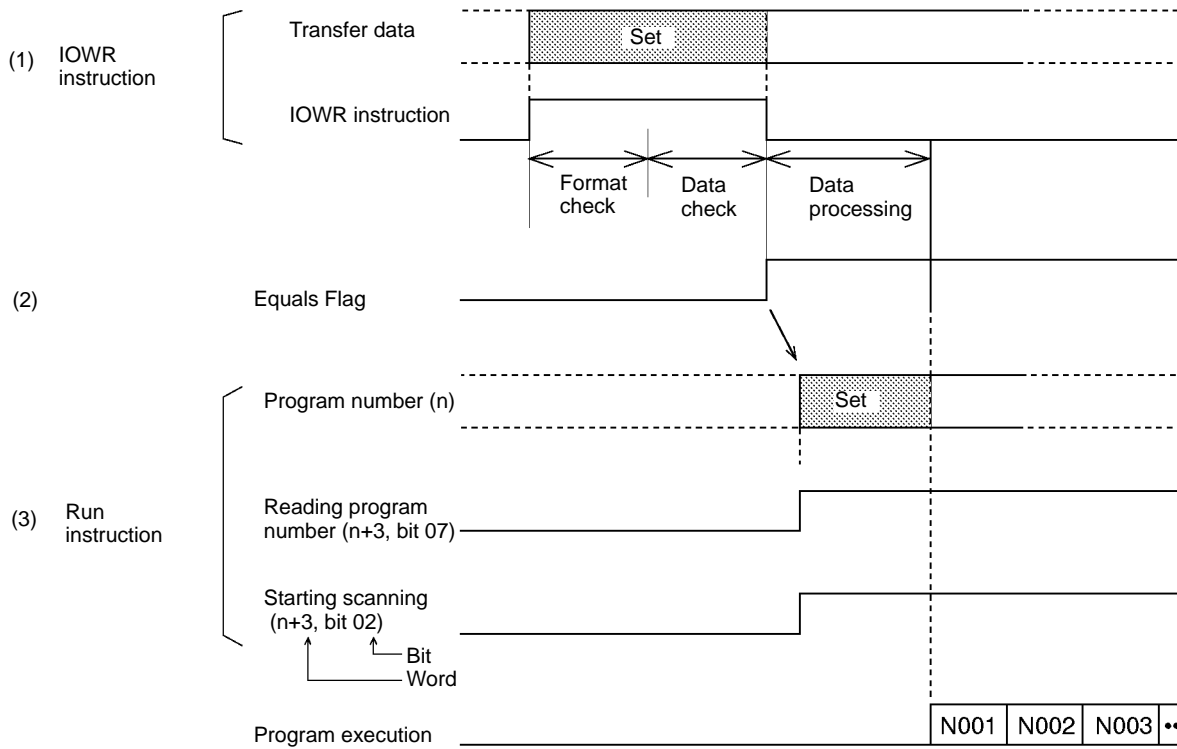 Transfer data
Set
(1) IOWR
instruction
IOWR instruction
Format
check
Data
check
Data
processing
(2) Equals Flag
Program number (n)
Set
(3) Run
instruction
Reading program
number (n+3, bit 07)
Starting scanning
(n+3, bit 02)
Bit
Word
Program execution
N001 N002 N003 ••